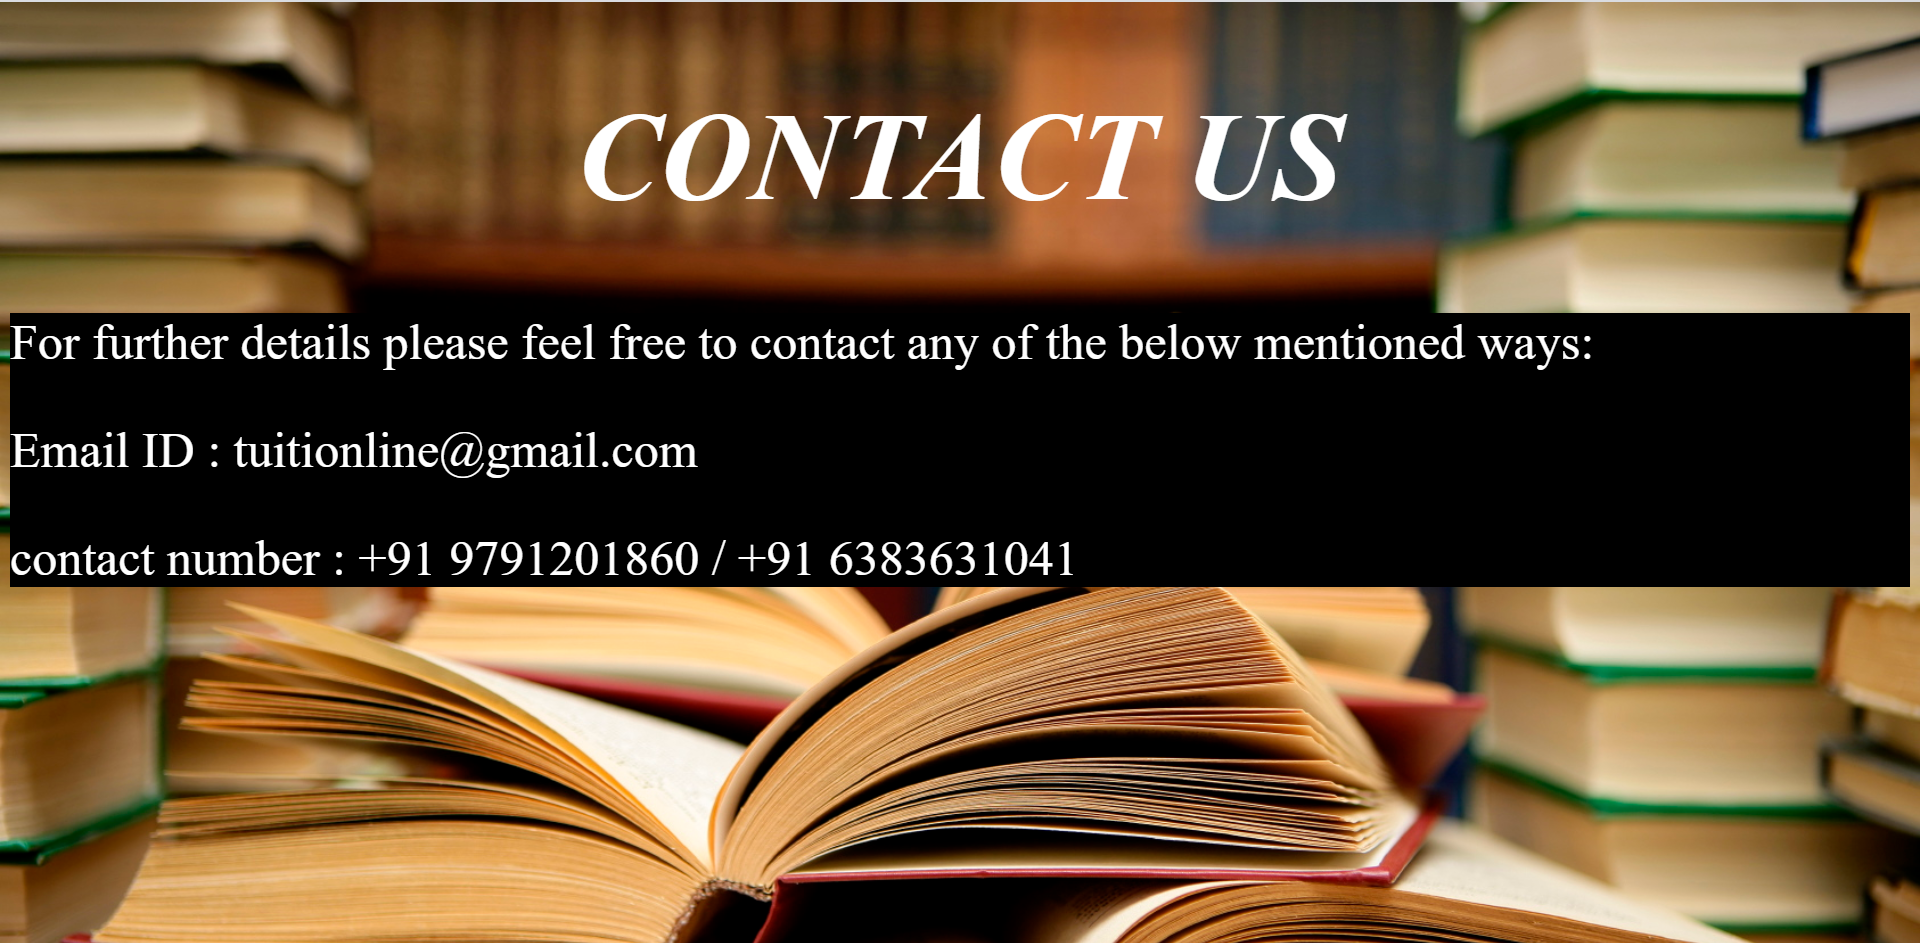 CONTACT US
For further details please feel free to contact any of the below mentioned ways:
Email ID : tuitionline@gmail.com
contact number : +91 9791201860 / +91 6383631041